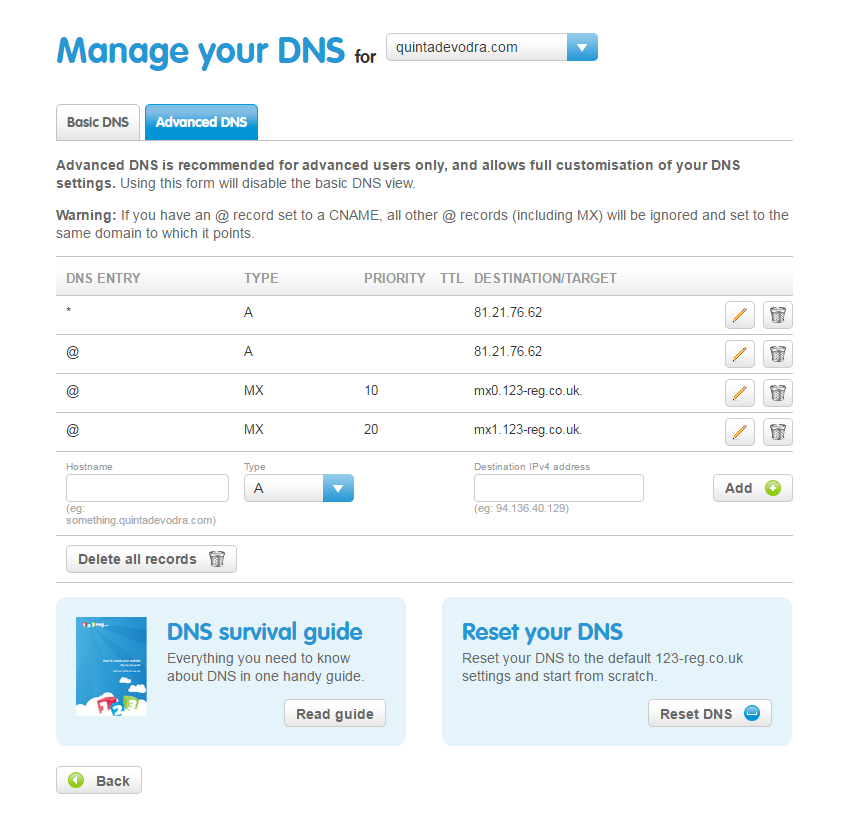 Manage your DNS for quintadevodra.com
Basic DNS Advanced DNS
Advanced DNS is recommended for advanced users only, and allows full customisation of your DNS
settings. Using this form will disable the basic DNS view.
Warning: If you have an @ record set to a CNAME, all other @ records (including MX) will be ignored and set to the
same domain to which it points.
DNS ENTRY TYPE PRIORITY TTL DESTINATION/TARGET
* A 81.21.76.62
@ A 81.21.76.62
@ MX 10 mx0.123-reg.co.uk.
@ MX 20 mx1.123-reg.co.uk.
Hostname Type Destination IPv4 address
A Add
(eg: (eg: 94.136.40.129)
something.quintadevodra.com)
Delete all records
DNS survival guide
Everything you need to know
about DNS in one handy guide.
Read guide
123
Reset your DNS
Reset your DNS to the default 123-reg.co.uk
settings and start from scratch.
Reset DNS
Back